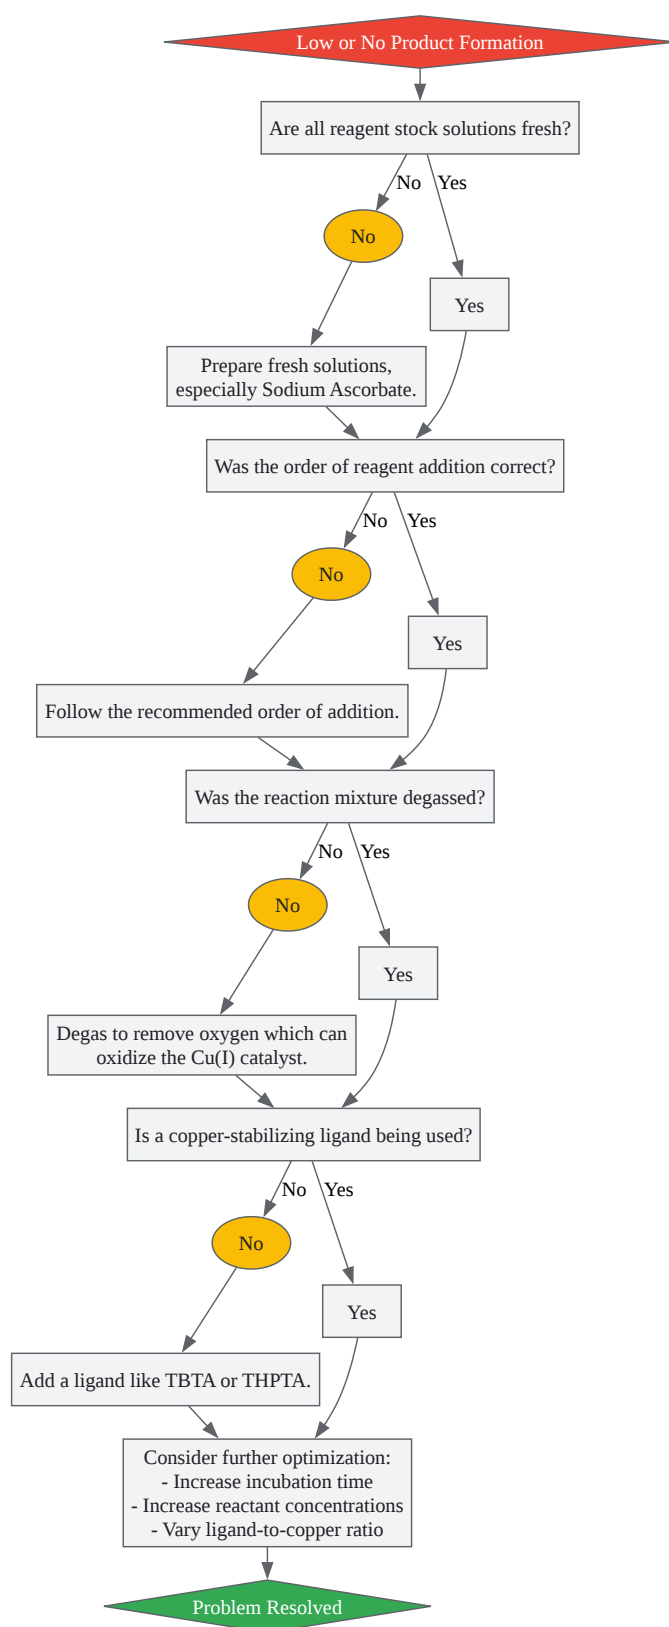 Low or No Product Formation
Are all reagent stock solutions fresh?
No
Yes
No
Yes
Prepare fresh solutions,
especially Sodium Ascorbate.
Was the order of reagent addition correct?
No
Yes
No
Yes
Follow the recommended order of addition.
Was the reaction mixture degassed?
No
Yes
No
Yes
Degas to remove oxygen which can
oxidize the Cu(I) catalyst.
Is a copper-stabilizing ligand being used?
No
Yes
No
Yes
Add a ligand like TBTA or THPTA.
Consider further optimization:
- Increase incubation time
- Increase reactant concentrations
- Vary ligand-to-copper ratio
Problem Resolved